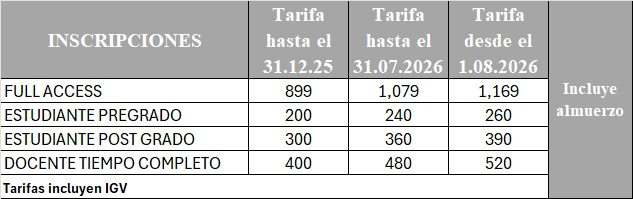 INSCRIPCIONES
Tarifa
hasta el
31.12.25
Tarifa
hasta el
31.07.2026
Tarifa
desde el
1.08.2026
Incluye
almuerzo
FULL ACCESS 899 1,079 1,169
ESTUDIANTE PREGRADO 200 240 260
ESTUDIANTE POST GRADO 300 360 390
DOCENTE TIEMPO COMPLETO 400 480 520
Tarifas incluyen IGV